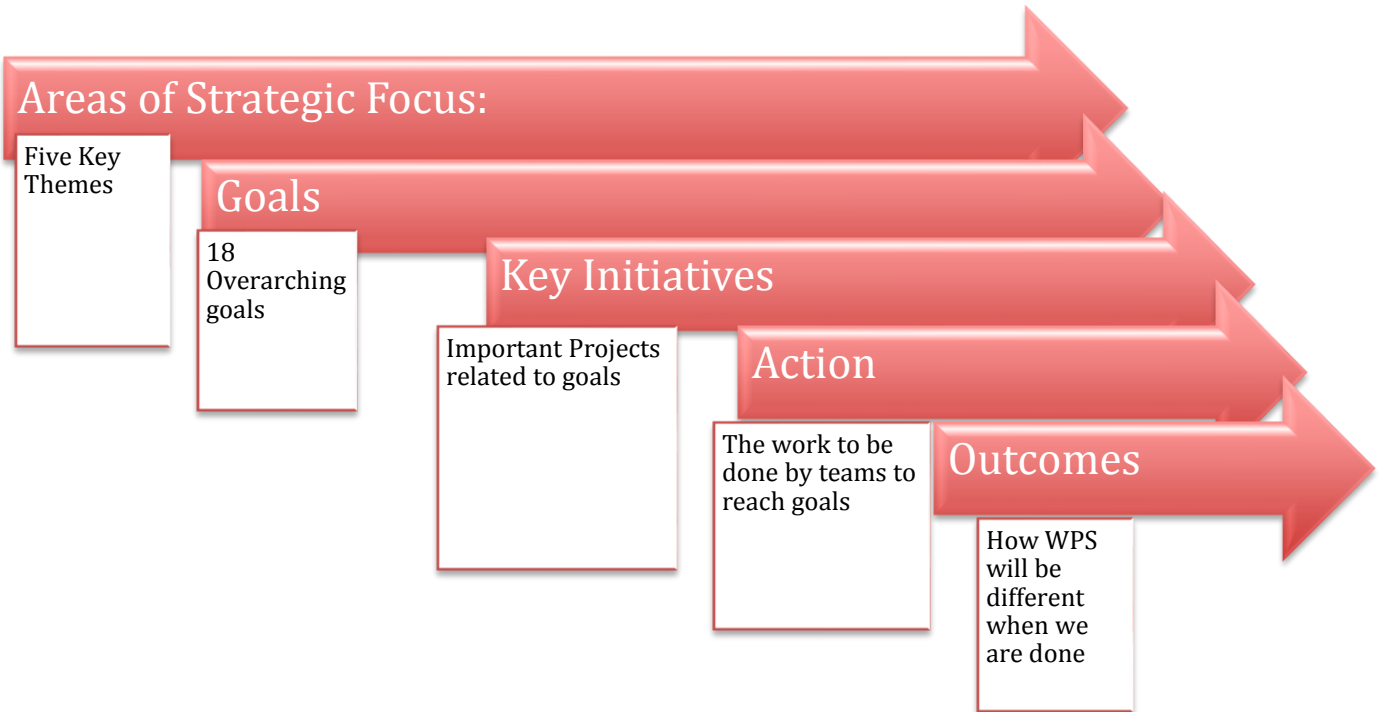 Areas of Strategic Focus:
Five Key
Themes
Goals
18
Overarching
goals
Key Initiatives
Important Projects
related to goals
Action
The work to be
done by teams to
reach goals
Outcomes
How WPS
will be
different
when we
are done